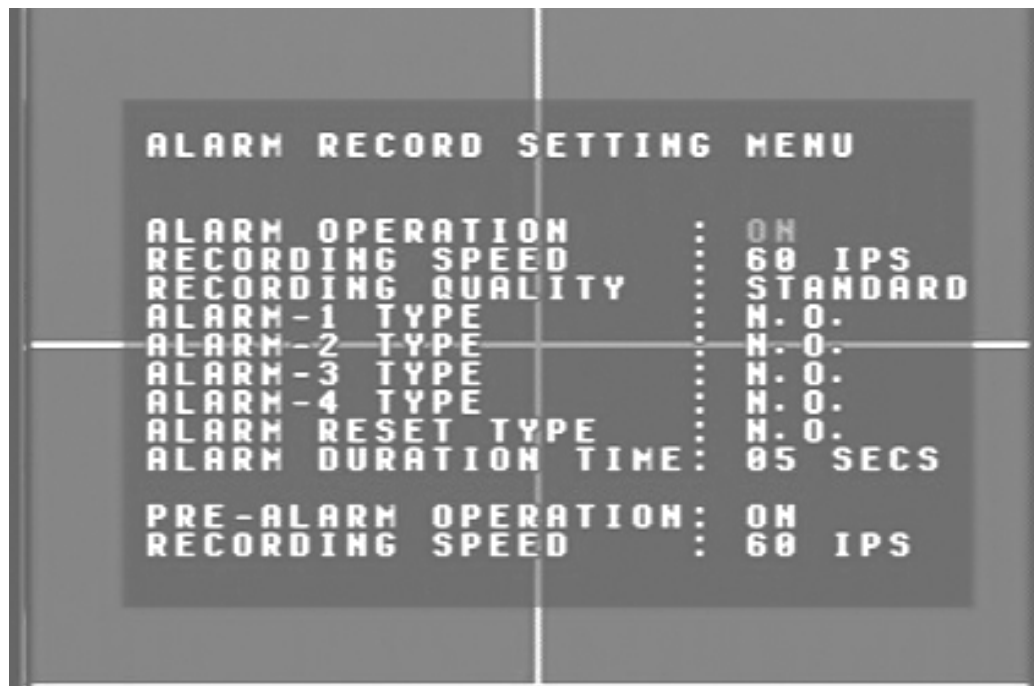 ALARM RECORD SETTING MENU
ALARM OPERATION : ON
RECORDING SPEED : 60 IPS
RECORDING QUALITY : STANDARD
ALARM-1 TYPE : N.O.
ALARM-2 TYPE : N.O.
ALARM-3 TYPE : N.O.
ALARM-4 TYPE : N.O.
ALARM RESET TYPE : N.O.
ALARM DURATION TIME: 05 SECS
PRE-ALARM OPERATION: ON
RECORDING SPEED : 60 IPS